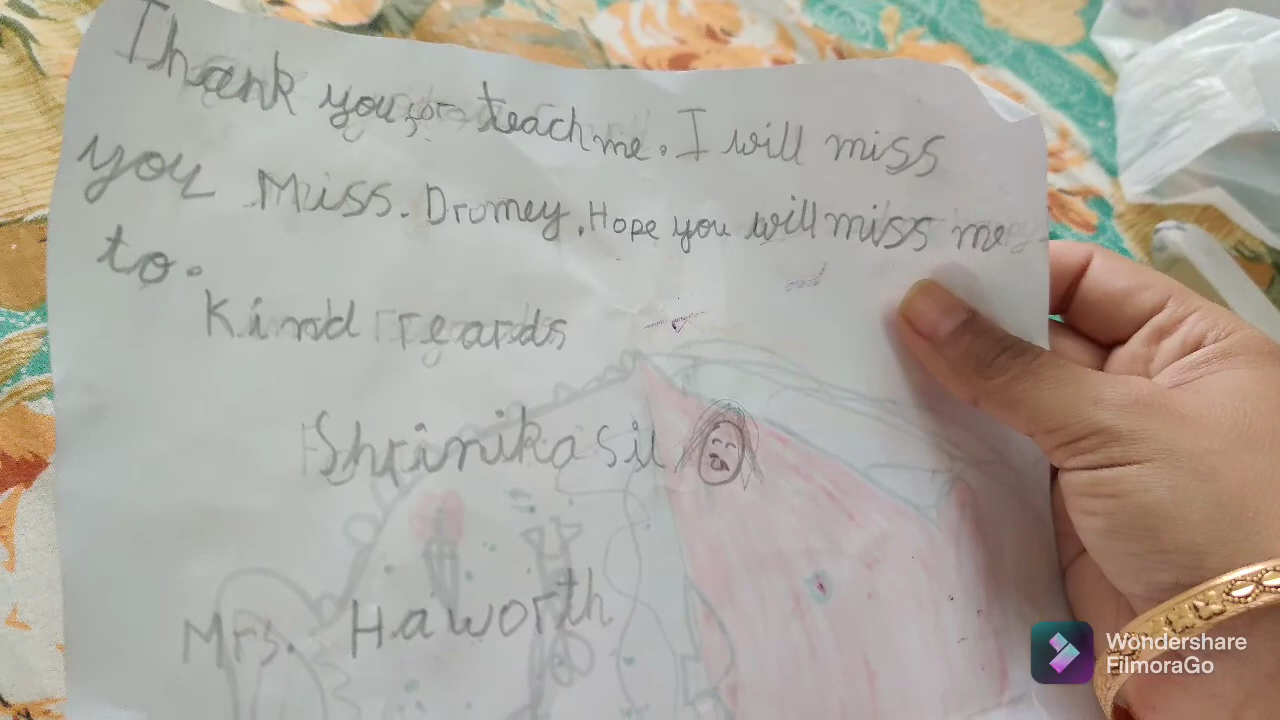 Thank you for teach me. I will miss
you Miss. Dromey. Hope you will miss me
to.
Kind regards
Shrinika
Mrs. Haworth
Wondershare
FilmoraGo